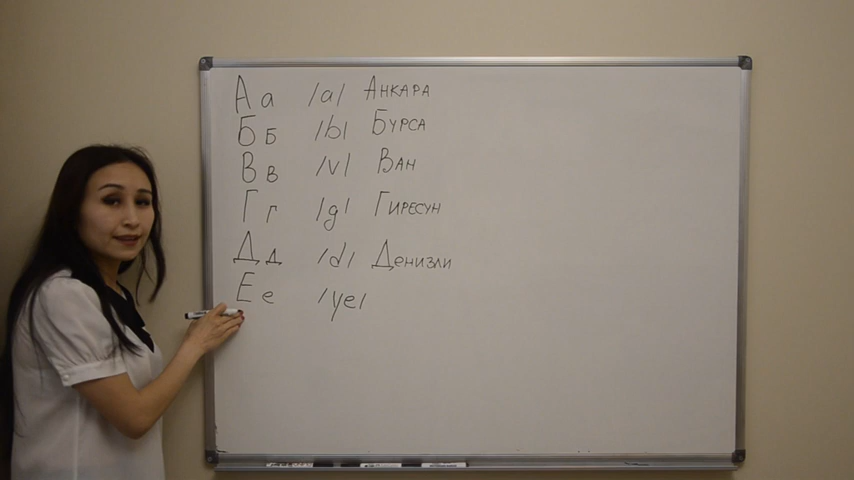 Аа /a/ Анкара
Бб /b/ Бурса
Вв /v/ Ван
Гг /g/ Гиресун
Дд /d/ Денизли
Ее /ye/